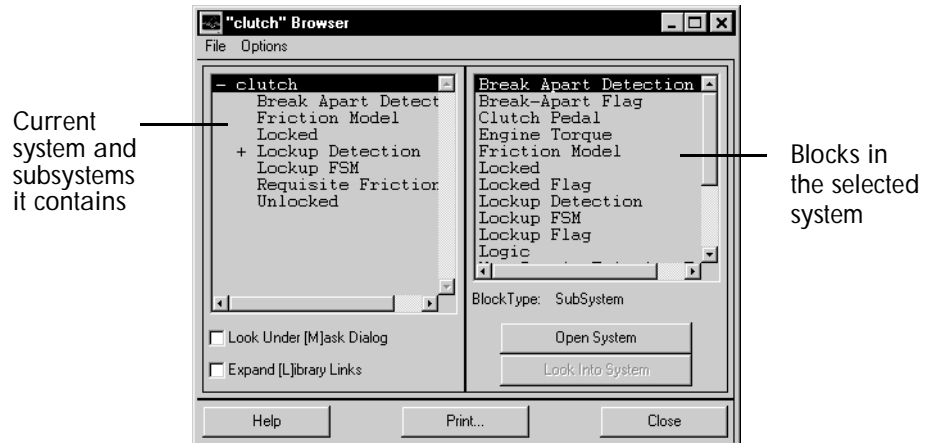 "clutch" Browser
File Options
– clutch
Break Apart Detect
Friction Model
Locked
+ Lockup Detection
Lockup FSM
Requisite Friction
Unlocked
Break Apart Detection
Break-Apart Flag
Clutch Pedal
Engine Torque
Friction Model
Locked
Locked Flag
Lockup Detection
Lockup FSM
Lockup Flag
Logic
BlockType: SubSystem
Look Under [M]ask Dialog
Expand [L]ibrary Links
Open System
Look Into System
Help
Print...
Close
Current
system and
subsystems
it contains
Blocks in
the selected
system